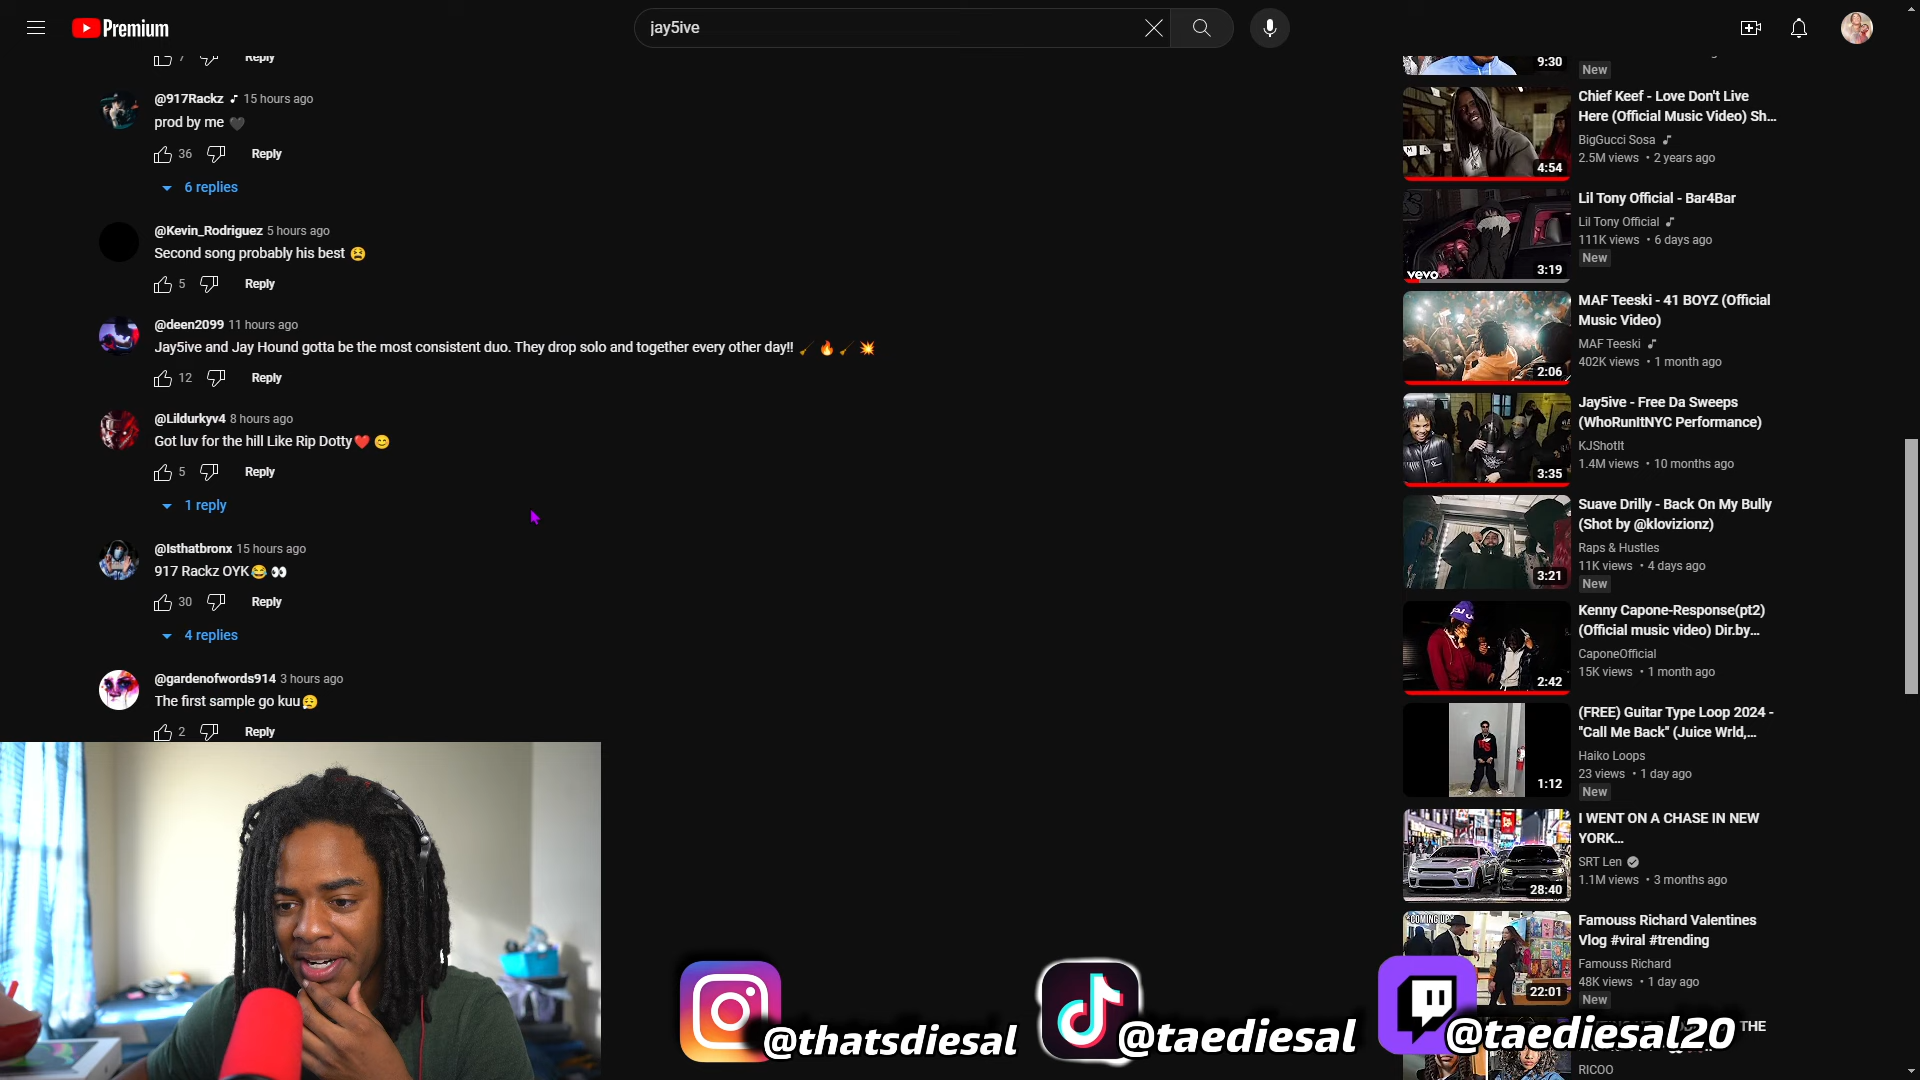 Premium
jay5ive
7
Reply
@917Rackz ♪ 15 hours ago
prod by me 🖤
36
Reply
6 replies
@Kevin_Rodriguez 5 hours ago
Second song probably his best 😫
5
Reply
@deen2099 11 hours ago
Jay5ive and Jay Hound gotta be the most consistent duo. They drop solo and together every other day!! 🧹🔥🧹💥
12
Reply
@Lildurkyv4 8 hours ago
Got luv for the hill Like Rip Dotty❤️ 😊
5
Reply
1 reply
@Isthatbronx 15 hours ago
917 Rackz OYK😂 👀
30
Reply
4 replies
@gardenofwords914 3 hours ago
The first sample go kuu😮‍💨
2
Reply
9:30
New
4:54
Chief Keef - Love Don't Live
Here (Official Music Video) Sh...
BigGucci Sosa ♪
2.5M views • 2 years ago
vevo
3:19
Lil Tony Official - Bar4Bar
Lil Tony Official ♪
111K views • 6 days ago
New
2:06
MAF Teeski - 41 BOYZ (Official
Music Video)
MAF Teeski ♪
402K views • 1 month ago
3:35
Jay5ive - Free Da Sweeps
(WhoRunItNYC Performance)
KJShotIt
1.4M views • 10 months ago
3:21
Suave Drilly - Back On My Bully
(Shot by @klovizionz)
Raps & Hustles
11K views • 4 days ago
New
2:42
Kenny Capone-Response(pt2)
(Official music video) Dir.by...
CaponeOfficial
15K views • 1 month ago
1:12
(FREE) Guitar Type Loop 2024 -
"Call Me Back" (Juice Wrld,...
Haiko Loops
23 views • 1 day ago
New
28:40
I WENT ON A CHASE IN NEW
YORK...
SRT Len
1.1M views • 3 months ago
"COMING UP"
22:01
Famouss Richard Valentines
Vlog #viral #trending
Famouss Richard
48K views • 1 day ago
New
THE
RICOO
@thatsdiesal
@taediesal
@taediesal20